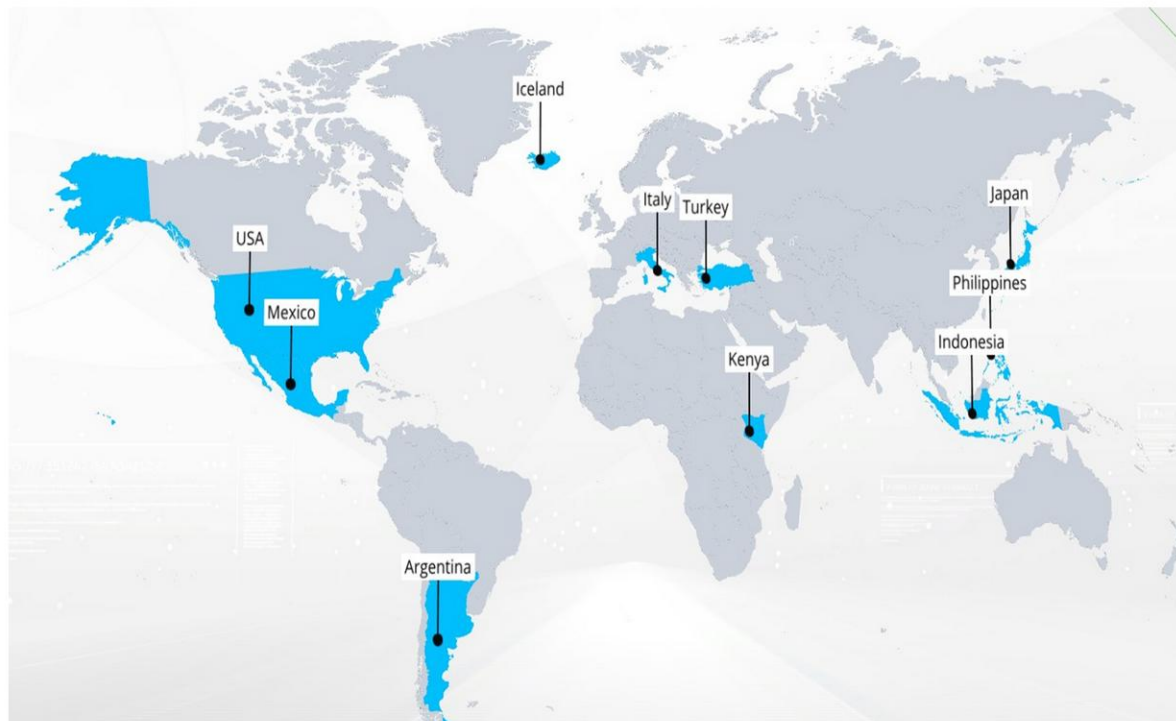 Iceland
Italy
Turkey
Japan
USA
Philippines
Mexico
Indonesia
Kenya
Argentina